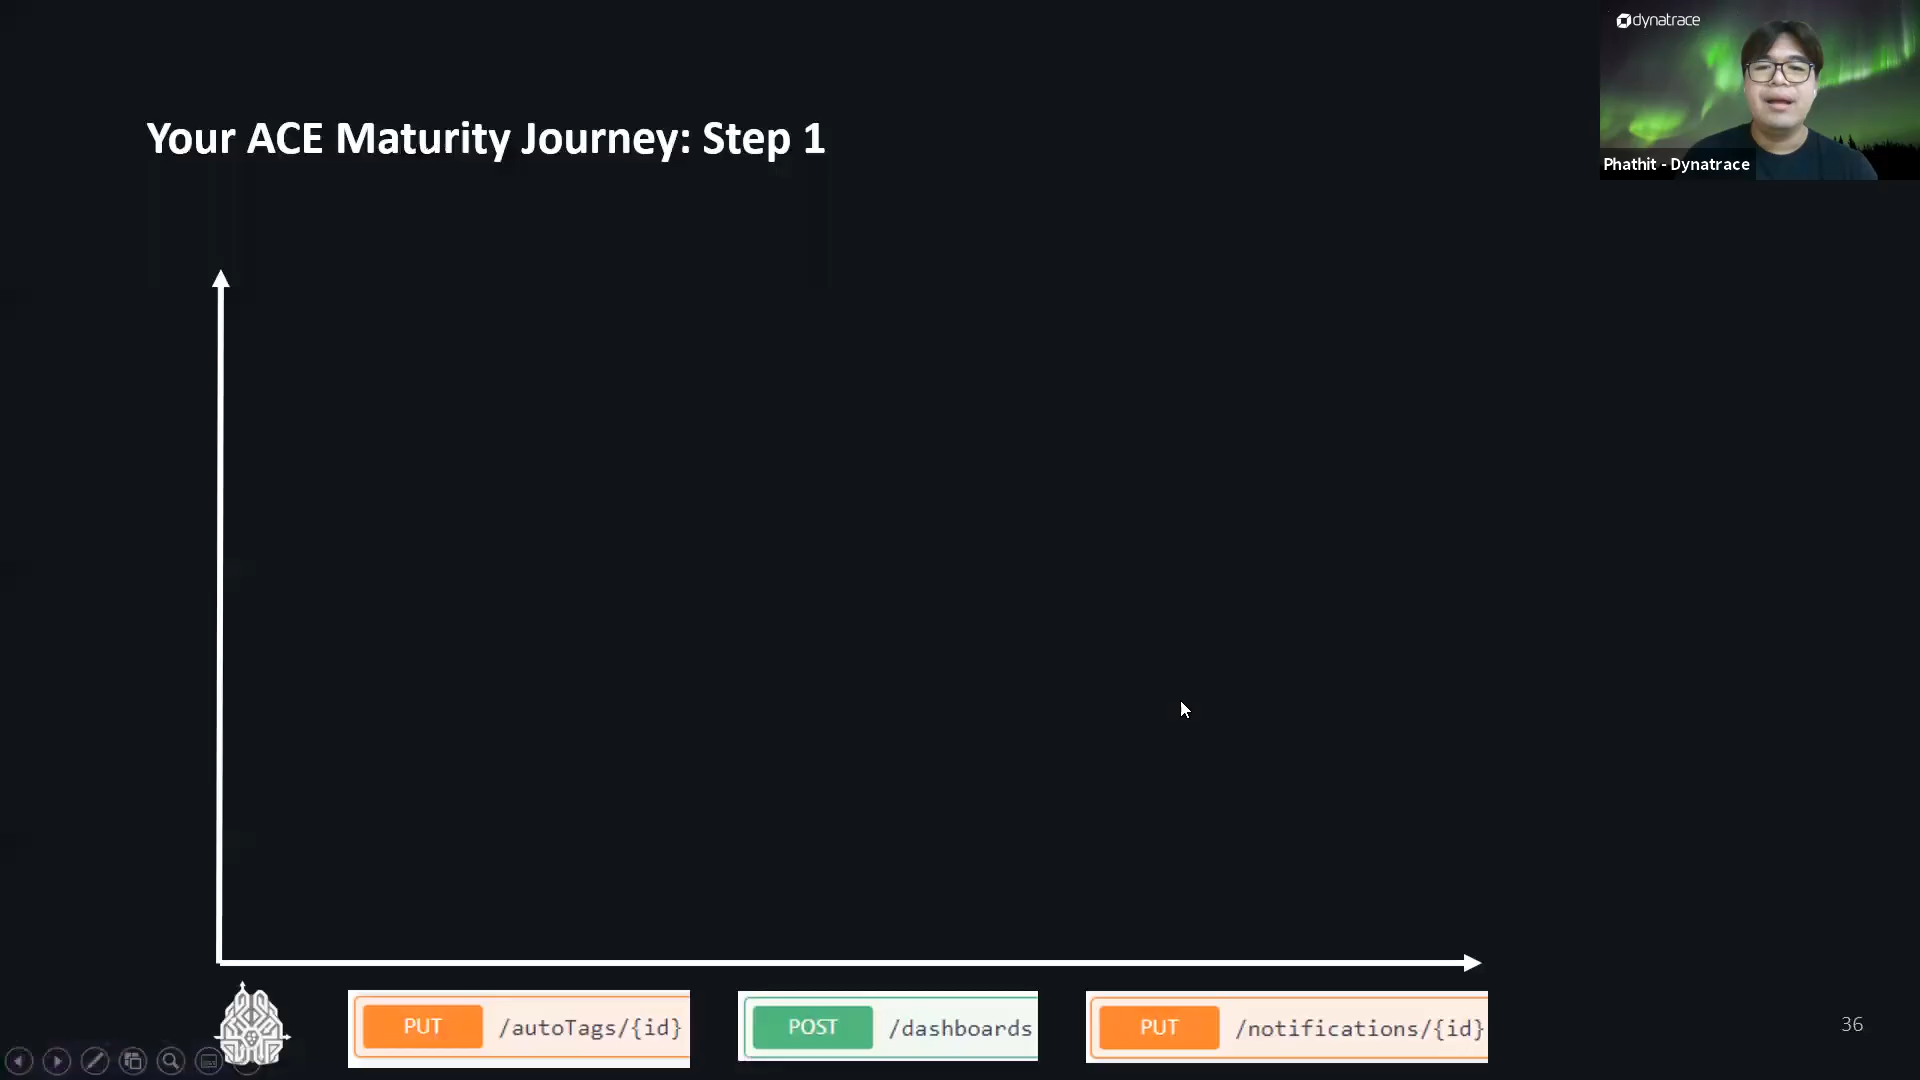 dynatrace
Phathit - Dynatrace
Your ACE Maturity Journey: Step 1
PUT /autoTags/{id}
POST /dashboards
PUT /notifications/{id}
36